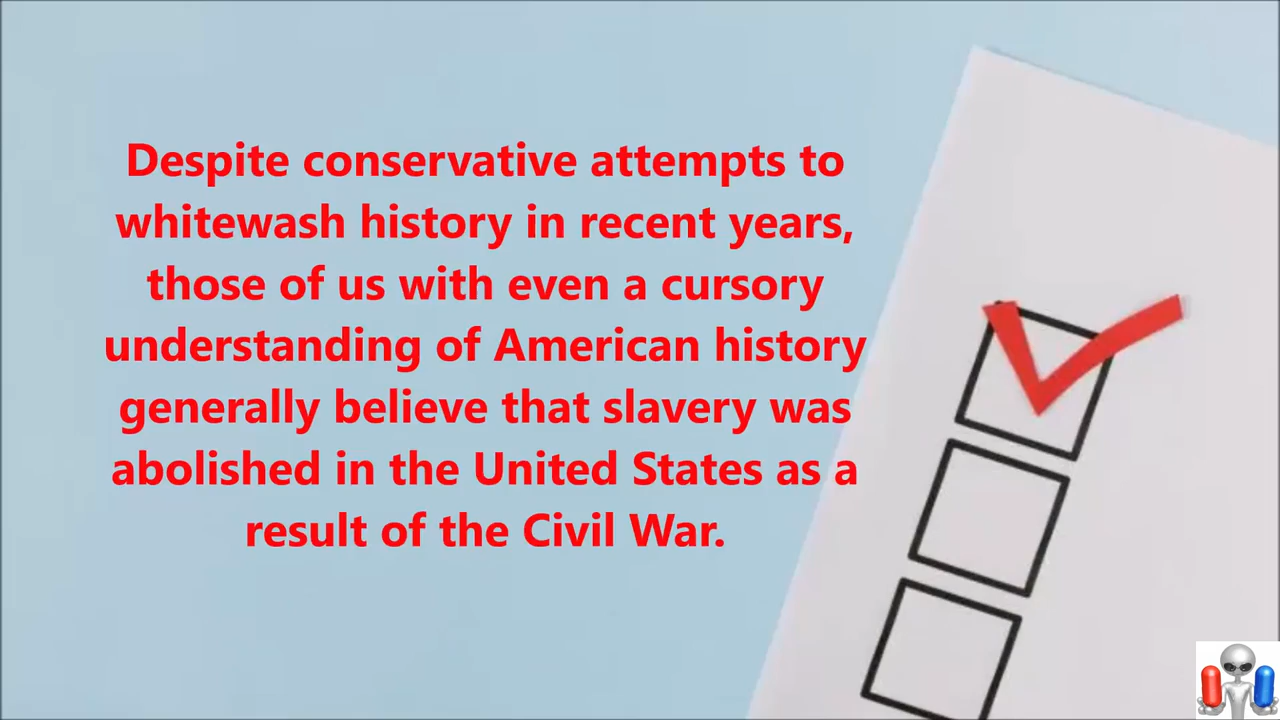 Despite conservative attempts to
whitewash history in recent years,
those of us with even a cursory
understanding of American history
generally believe that slavery was
abolished in the United States as a
result of the Civil War.